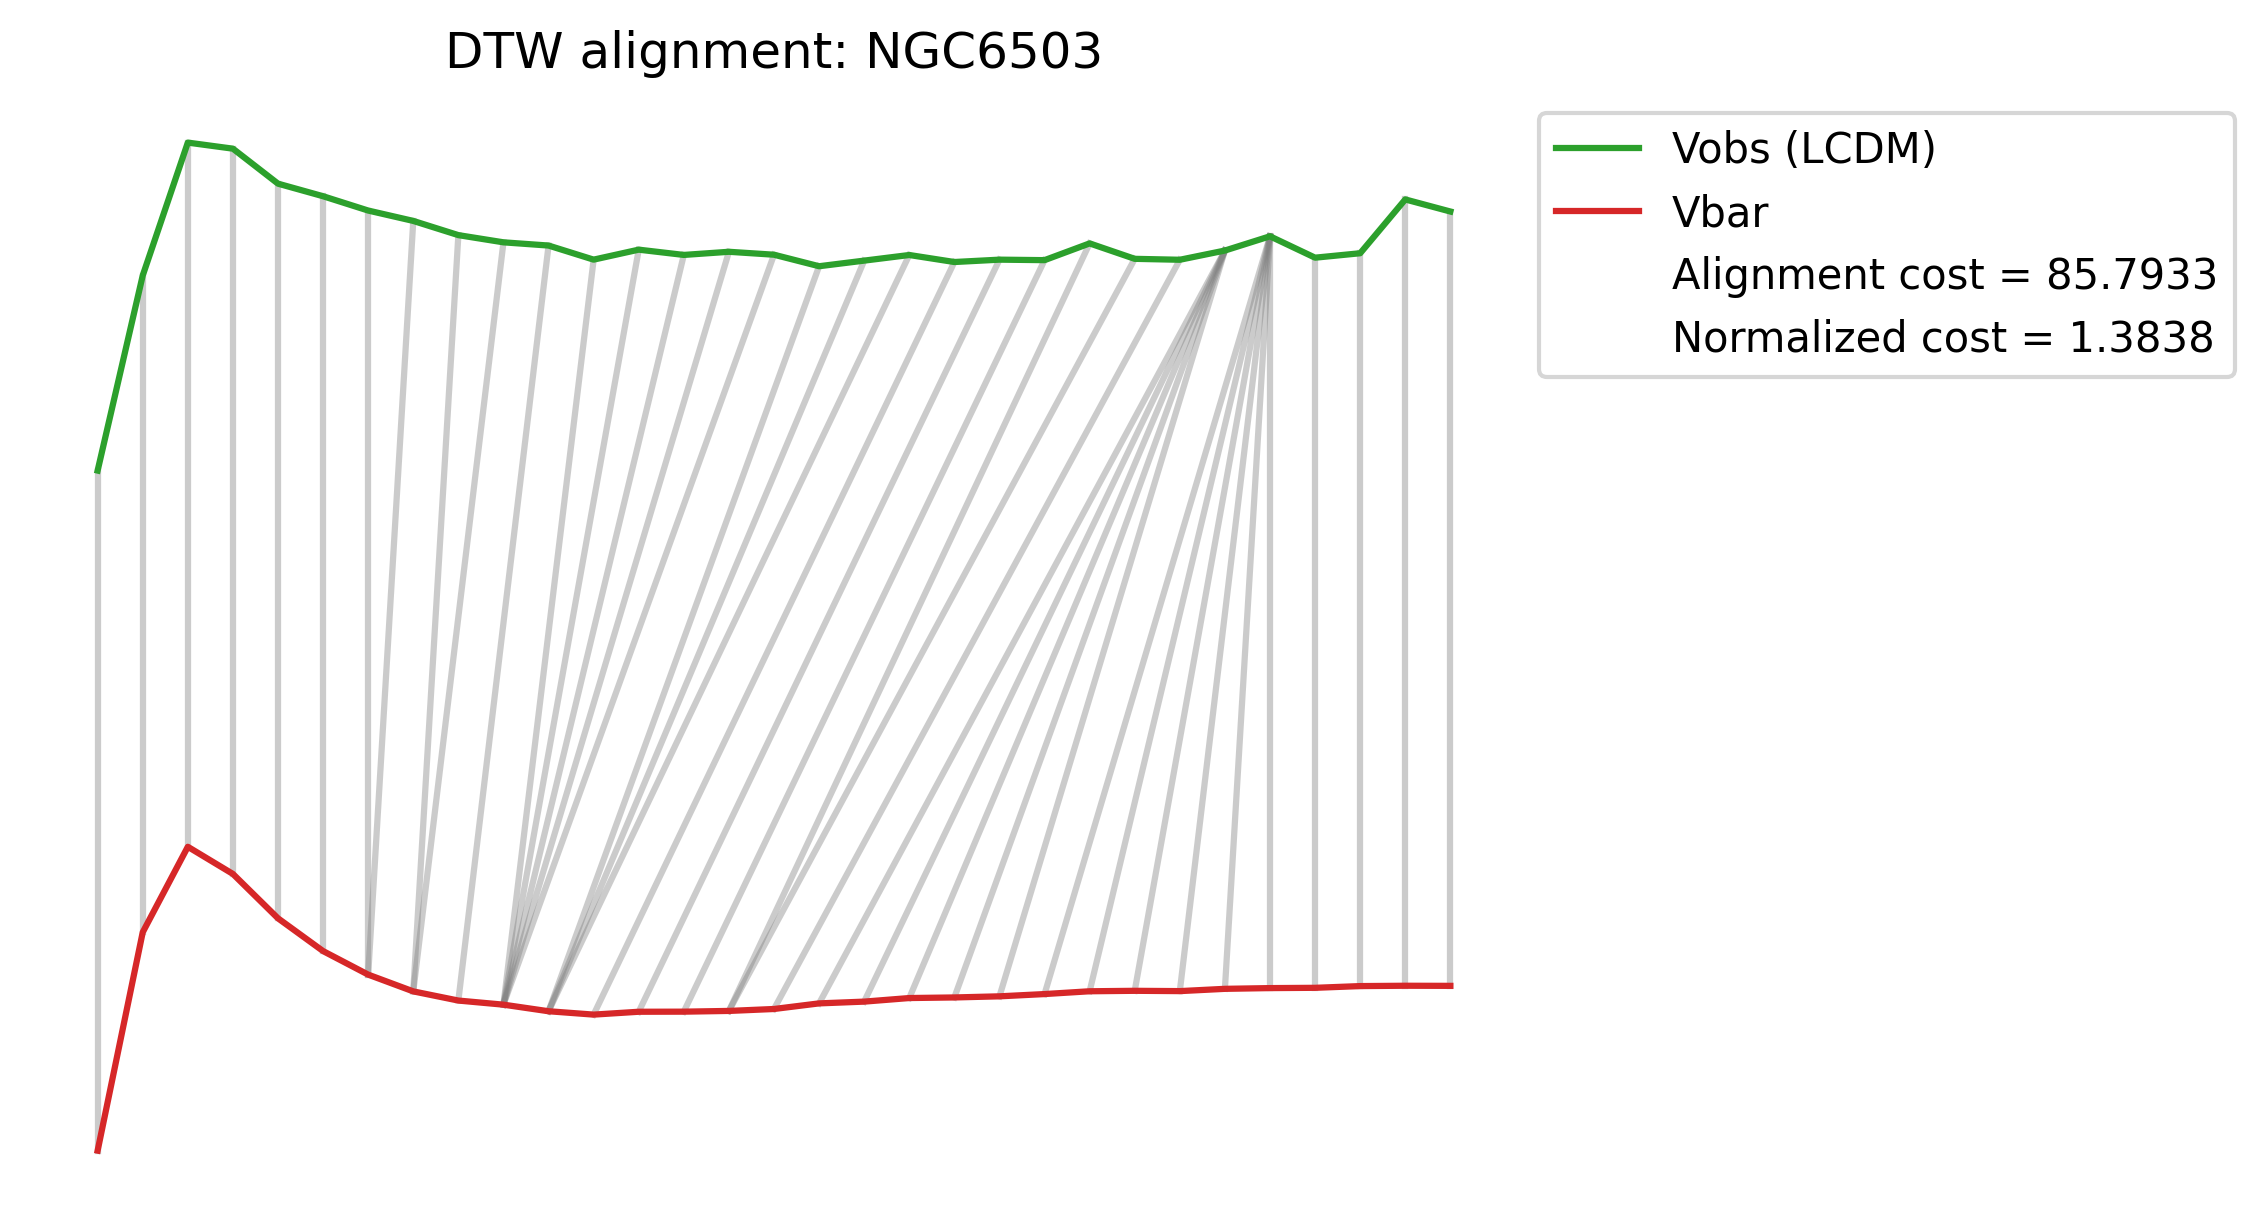 DTW alignment: NGC6503
Vobs (LCDM)
Vbar
Alignment cost = 85.7933
Normalized cost = 1.3838